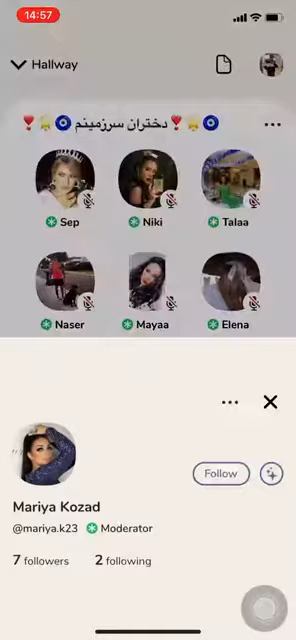 14:57
Hallway
❣️🔔🧿 دختران سرزمینم ❣️🔔🧿
Sep Niki Talaa
Naser Mayaa Elena
Follow
Mariya Kozad
@mariya.k23 Moderator
7 followers 2 following